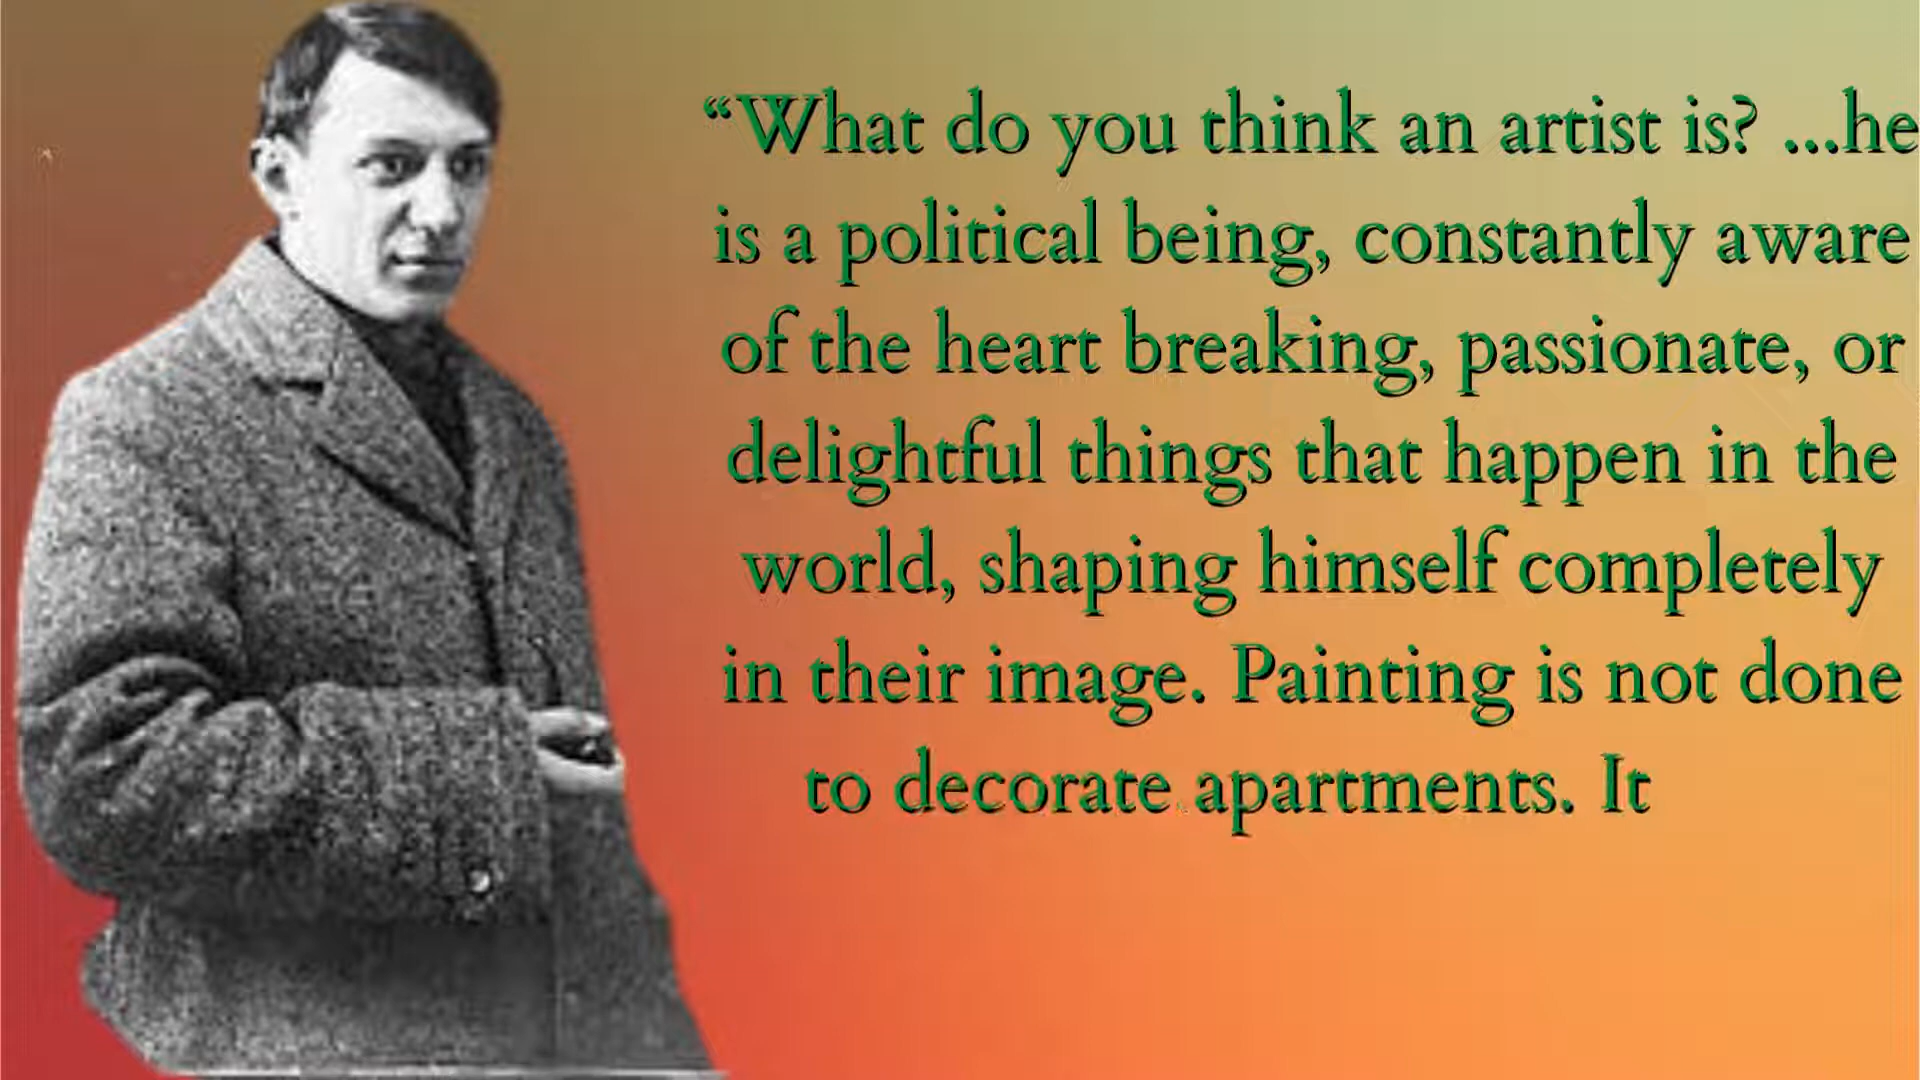 “What do you think an artist is? ...he
is a political being, constantly aware
of the heart breaking, passionate, or
delightful things that happen in the
world, shaping himself completely
in their image. Painting is not done
to decorate apartments. It